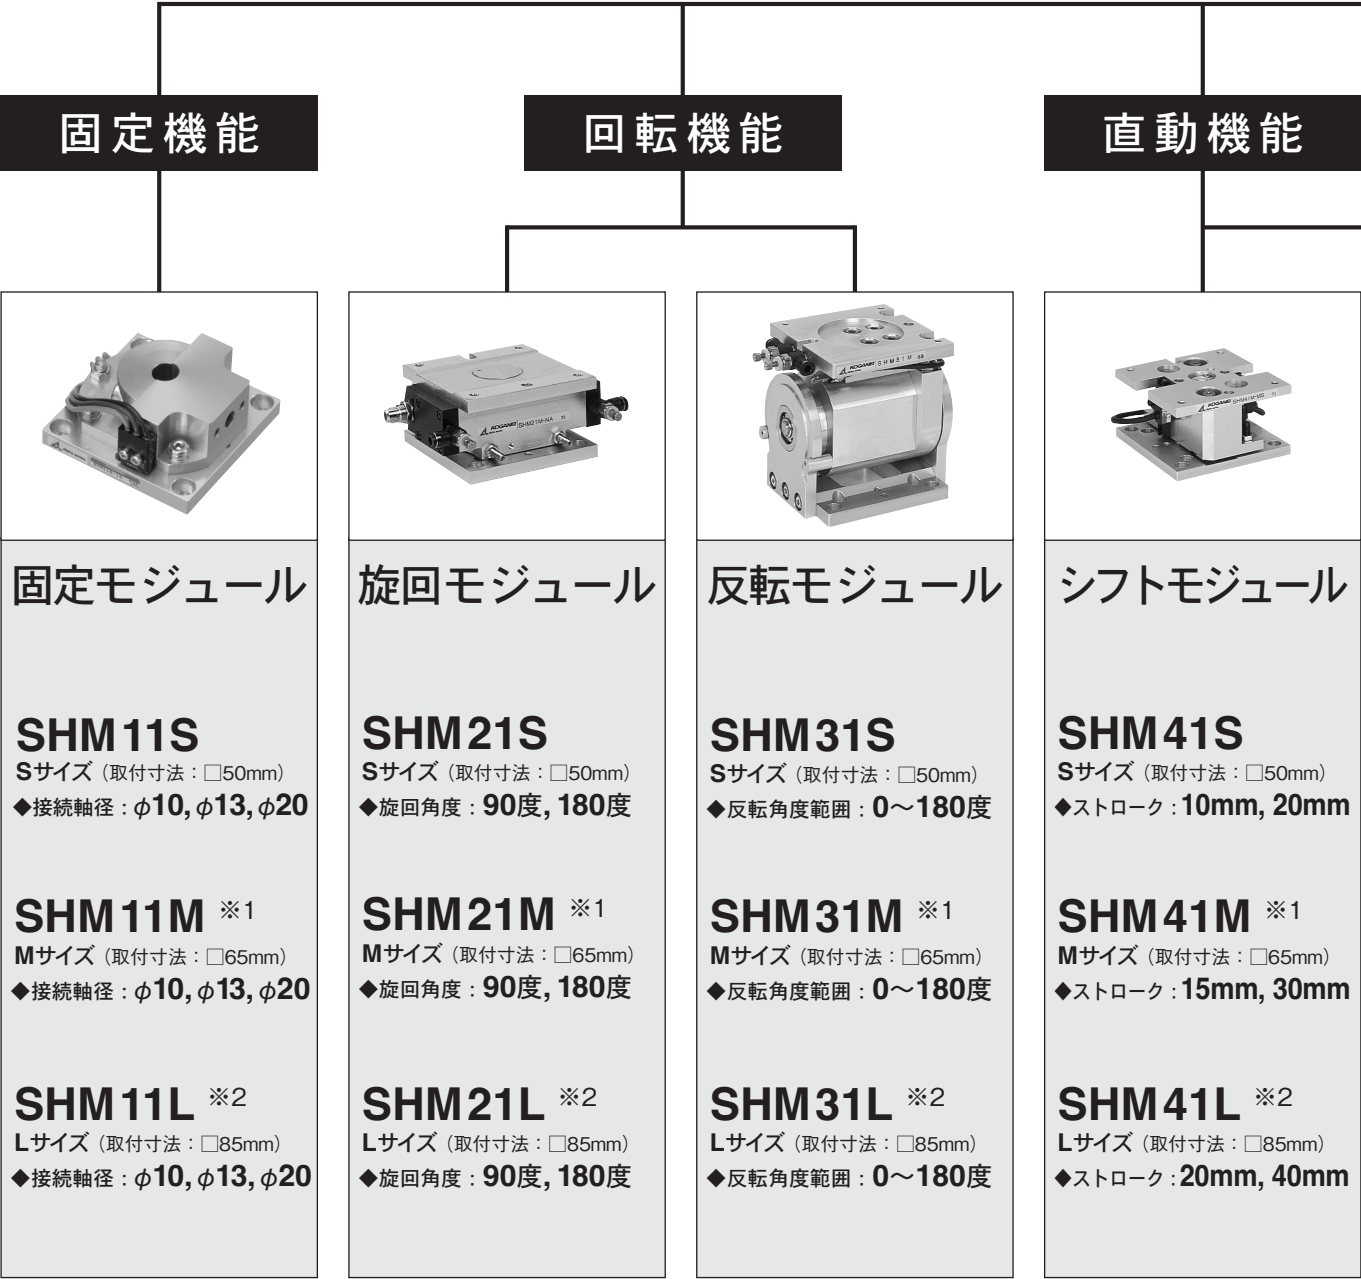 固定機能
回転機能
直動機能
KOGANEI SHM21M-NA
KOGANEI SHM31M
KOGANEI SHM41M-MG
固定モジュール
SHM11S
Sサイズ（取付寸法：□50mm）
◆接続軸径：φ10, φ13, φ20
SHM11M ※1
Mサイズ（取付寸法：□65mm）
◆接続軸径：φ10, φ13, φ20
SHM11L ※2
Lサイズ（取付寸法：□85mm）
◆接続軸径：φ10, φ13, φ20
旋回モジュール
SHM21S
Sサイズ（取付寸法：□50mm）
◆旋回角度：90度, 180度
SHM21M ※1
Mサイズ（取付寸法：□65mm）
◆旋回角度：90度, 180度
SHM21L ※2
Lサイズ（取付寸法：□85mm）
◆旋回角度：90度, 180度
反転モジュール
SHM31S
Sサイズ（取付寸法：□50mm）
◆反転角度範囲：0～180度
SHM31M ※1
Mサイズ（取付寸法：□65mm）
◆反転角度範囲：0～180度
SHM31L ※2
Lサイズ（取付寸法：□85mm）
◆反転角度範囲：0～180度
シフトモジュール
SHM41S
Sサイズ（取付寸法：□50mm）
◆ストローク：10mm, 20mm
SHM41M ※1
Mサイズ（取付寸法：□65mm）
◆ストローク：15mm, 30mm
SHM41L ※2
Lサイズ（取付寸法：□85mm）
◆ストローク：20mm, 40mm